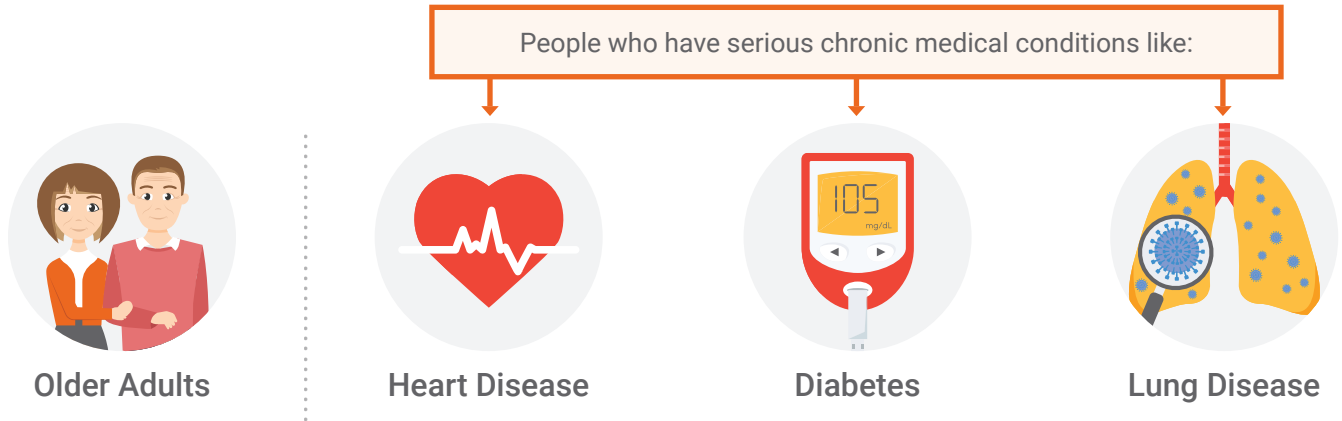 People who have serious chronic medical conditions like:
105
mg/dL
Older Adults
Heart Disease
Diabetes
Lung Disease